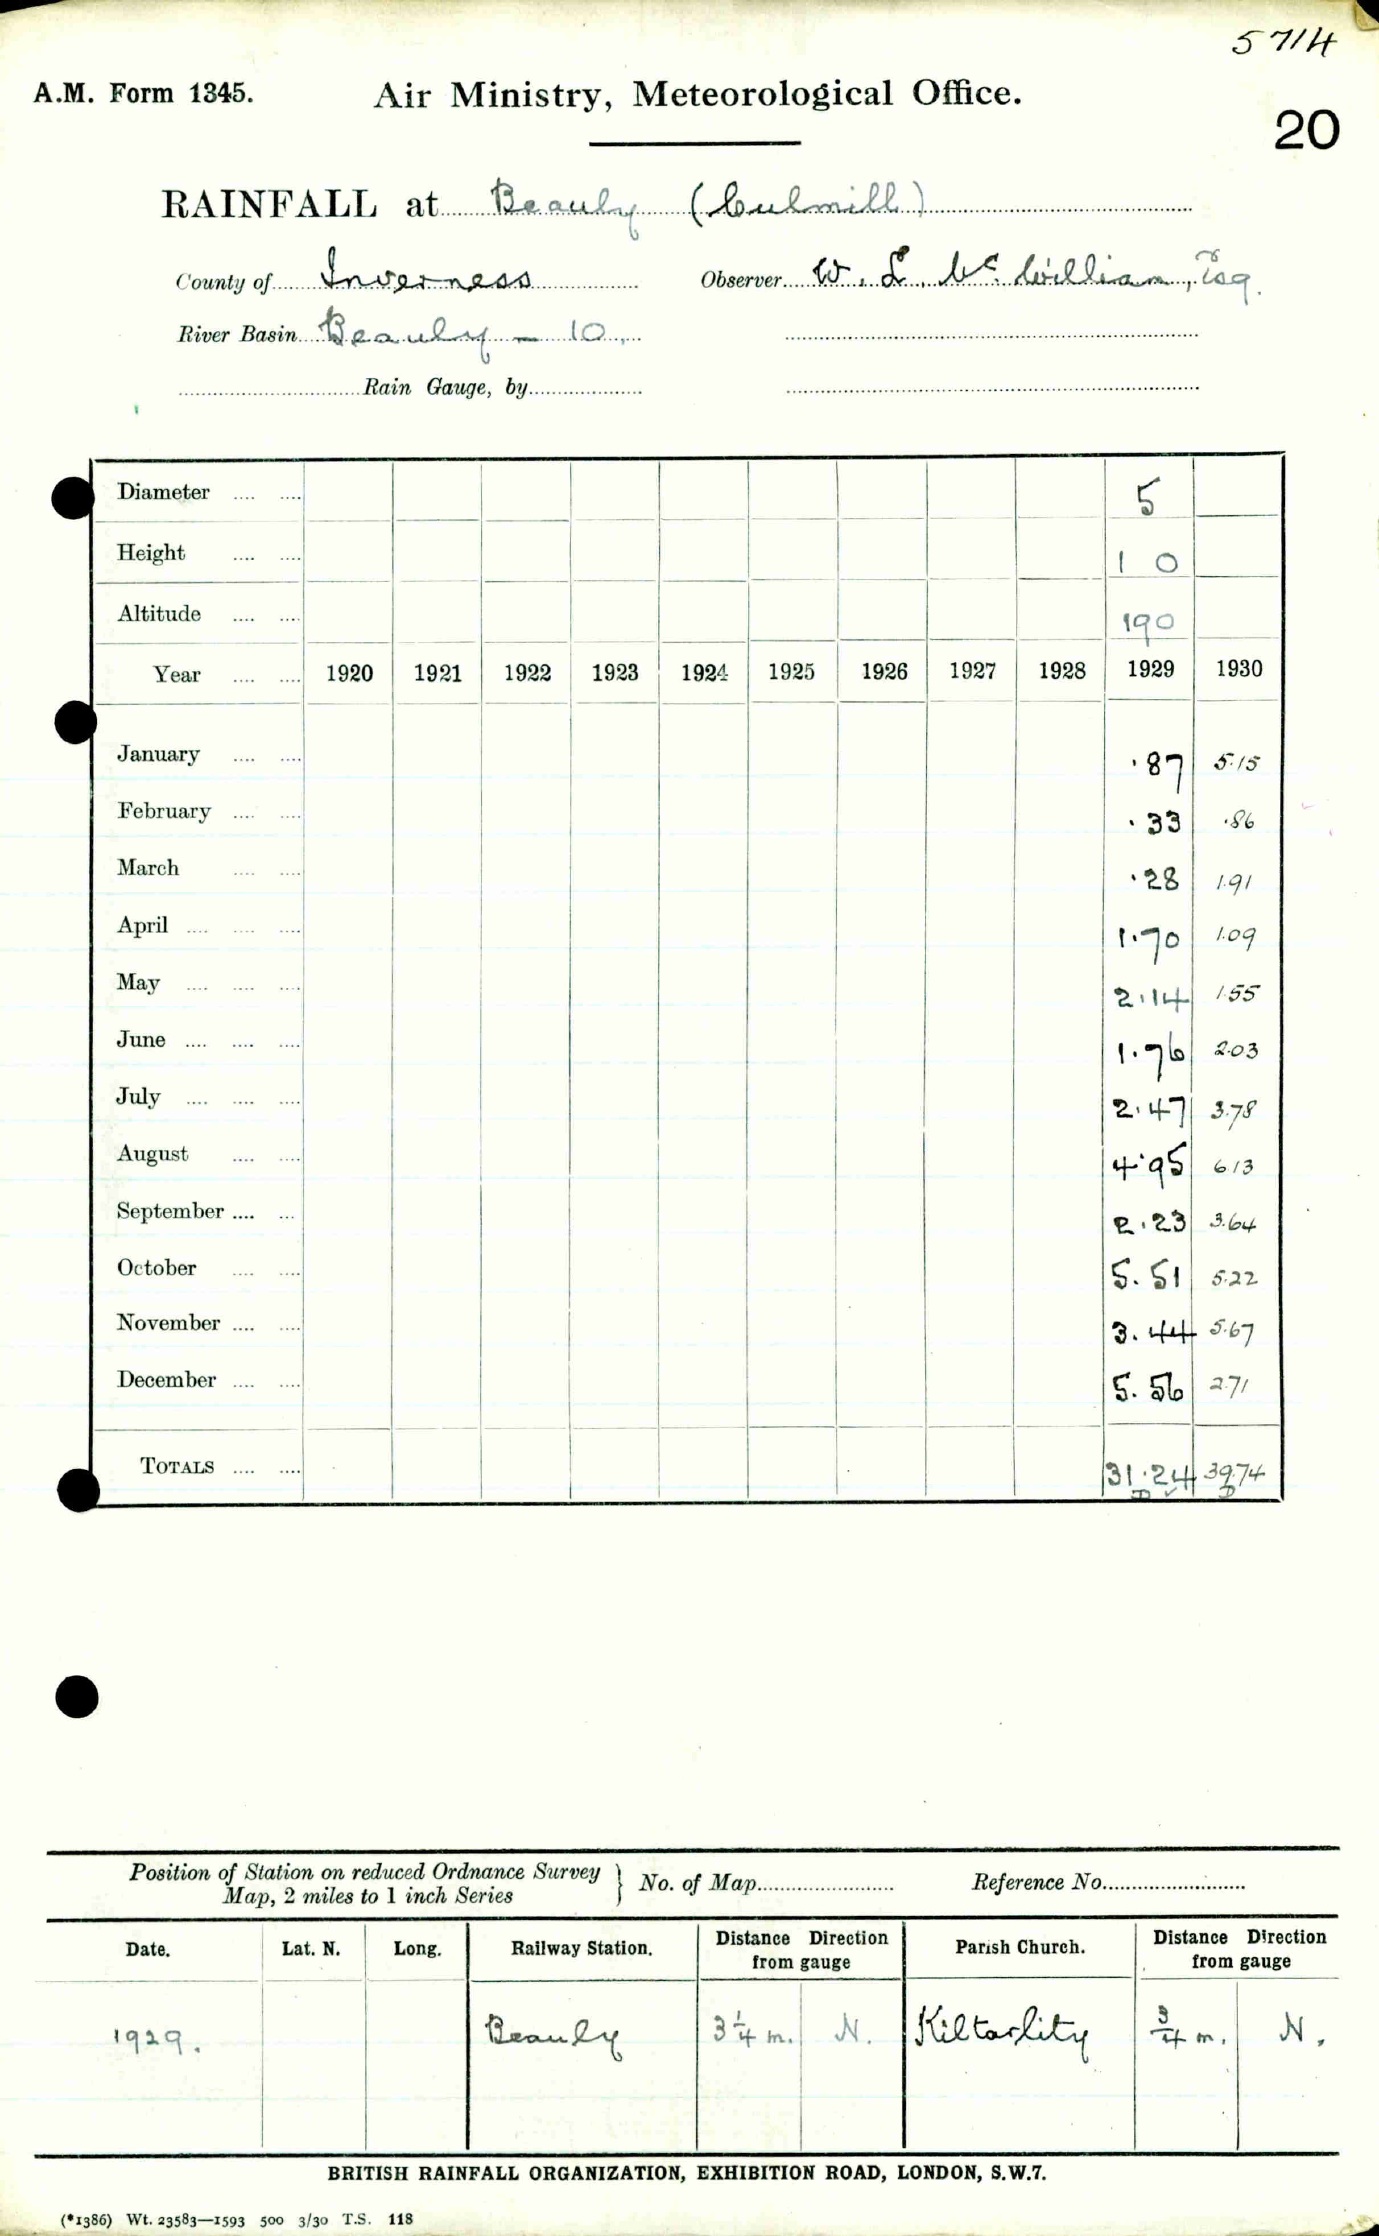 5714
A.M. Form 1345. Air Ministry, Meteorological Office.
20
RAINFALL at Beauly (Culmill)
County of Inverness Observer W. L. McWilliam, Esq.
River Basin Beauly – 10.
Rain Gauge, by
Diameter 5
Height 1 0
Altitude 190
Year 1920 1921 1922 1923 1924 1925 1926 1927 1928 1929 1930
January ·87 5·15
February ·33 ·86
March ·28 1·91
April 1·70 1·09
May 2·14 1·55
June 1·76 2·03
July 2·47 3·78
August 4·95 6·13
September 2·23 3·64
October 5·51 5·22
November 3·44 5·67
December 5·56 2·71
TOTALS 31·24 39·74
D ✓ D
Position of Station on reduced Ordnance Survey
Map, 2 miles to 1 inch Series } No. of Map Reference No.
Date. Lat. N. Long. Railway Station. Distance Direction from gauge Parish Church. Distance Direction from gauge
1929. Beauly 3¼ m. N. Kiltarlity ¾ m. N.
BRITISH RAINFALL ORGANIZATION, EXHIBITION ROAD, LONDON, S.W.7.
(*1386) Wt. 23583—1593 500 3/30 T.S. 118